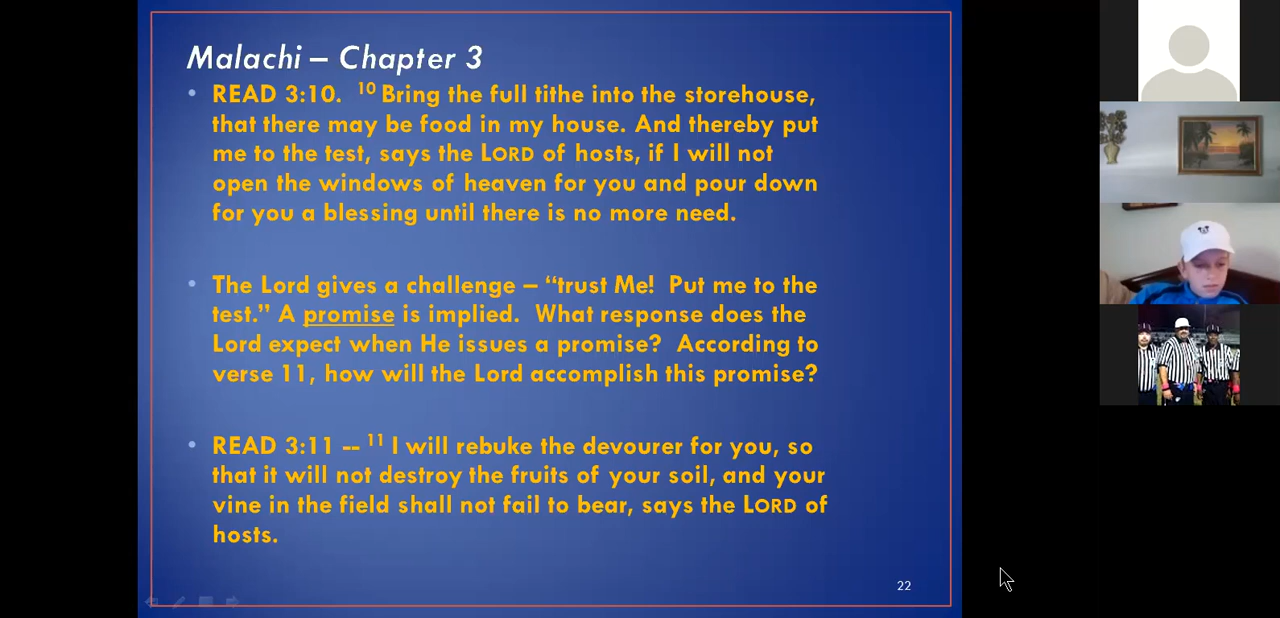 Malachi – Chapter 3
• READ 3:10. ¹⁰ Bring the full tithe into the storehouse,
that there may be food in my house. And thereby put
me to the test, says the LORD of hosts, if I will not
open the windows of heaven for you and pour down
for you a blessing until there is no more need.
• The Lord gives a challenge – “trust Me!  Put me to the
test.” A promise is implied.  What response does the
Lord expect when He issues a promise?  According to
verse 11, how will the Lord accomplish this promise?
• READ 3:11 -- ¹¹ I will rebuke the devourer for you, so
that it will not destroy the fruits of your soil, and your
vine in the field shall not fail to bear, says the LORD of
hosts.
22